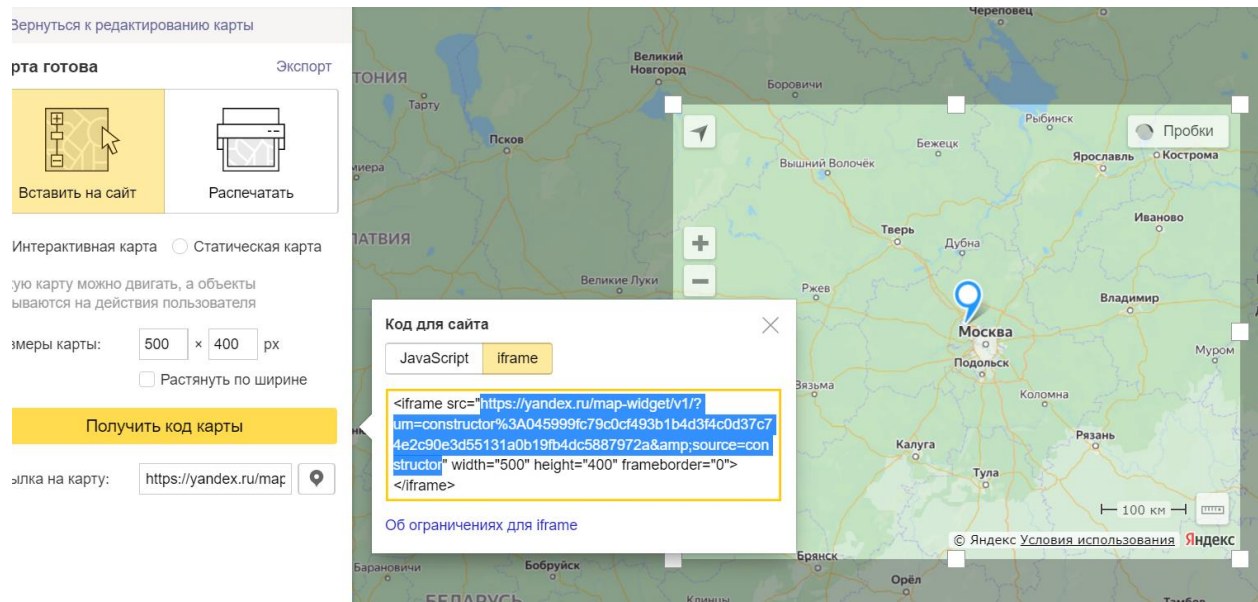 Вернуться к редактированию карты
рта готова
Экспорт
Вставить на сайт
Распечатать
Интерактивная карта
Статическая карта
ую карту можно двигать, а объекты
ываются на действия пользователя
змеры карты:
500 × 400 px
Растянуть по ширине
Получить код карты
ылка на карту:
https://yandex.ru/map
Код для сайта
JavaScript
iframe
<iframe src="https://yandex.ru/map-widget/v1/?
um=constructor%3A045999fc79c0cf493b1b4d3f4c0d37c7
4e2c90e3d55131a0b19fb4dc5887972a&amp;source=con
structor" width="500" height="400" frameborder="0">
</iframe>
Об ограничениях для iframe
Череповец
Великий
Новгород
ТОНИЯ
Тарту
Боровичи
Псков
Рыбинск
Пробки
Бежецк
Ярославль
Кострома
миера
Вышний Волочёк
Иваново
ЛАТВИЯ
Тверь
Дубна
Великие Луки
Ржев
Владимир
Москва
Муром
Подольск
Вязьма
Коломна
Рязань
Калуга
Тула
100 км
© Яндекс Условия использования Яндекс
Брянск
Барановичи
Бобруйск
Орёл
БЕЛАРУСЬ
Клинцы
Тамбов